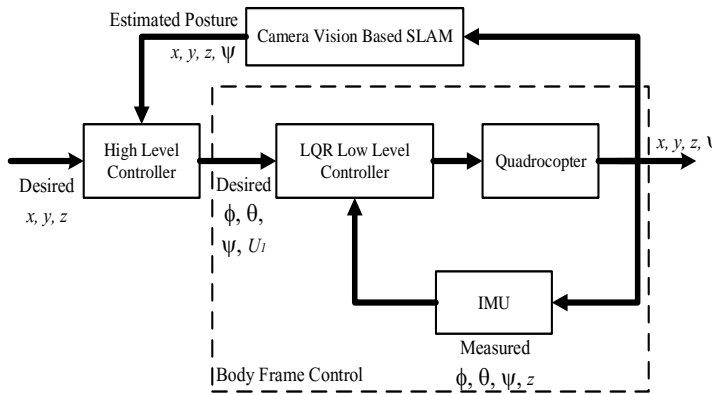 Estimated Posture
x, y, z, ψ
Camera Vision Based SLAM
High Level
Controller
LQR Low Level
Controller
Quadrocopter
x, y, z, ψ
Desired
x, y, z
Desired
ϕ, θ,
ψ, U1
IMU
Measured
ϕ, θ, ψ, z
Body Frame Control